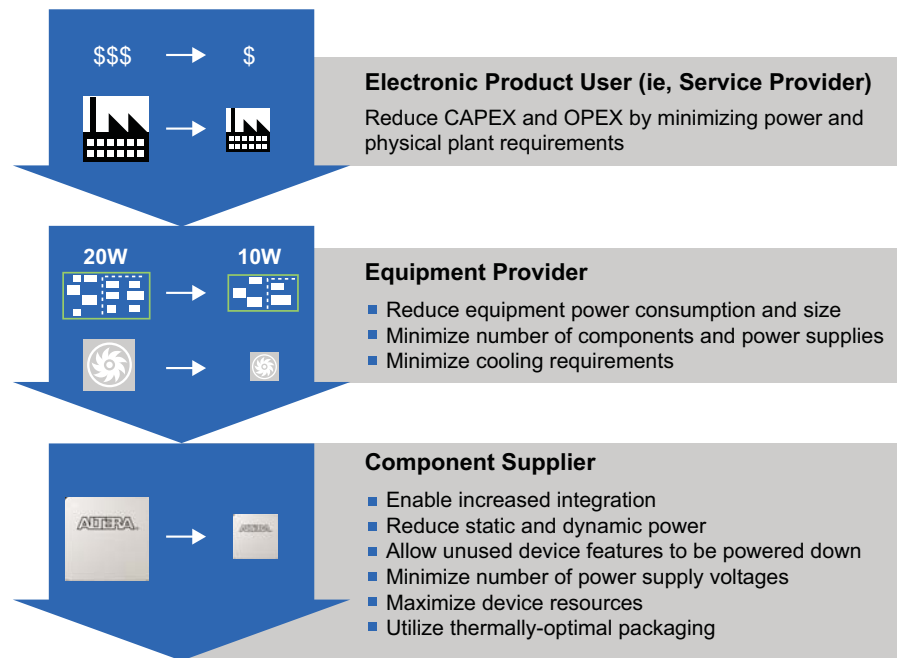 $$$
$
Electronic Product User (ie, Service Provider)
Reduce CAPEX and OPEX by minimizing power and
physical plant requirements
20W
10W
Equipment Provider
Reduce equipment power consumption and size
Minimize number of components and power supplies
Minimize cooling requirements
Component Supplier
Enable increased integration
Reduce static and dynamic power
Allow unused device features to be powered down
Minimize number of power supply voltages
Maximize device resources
Utilize thermally-optimal packaging
ALTERA.
ALTERA.